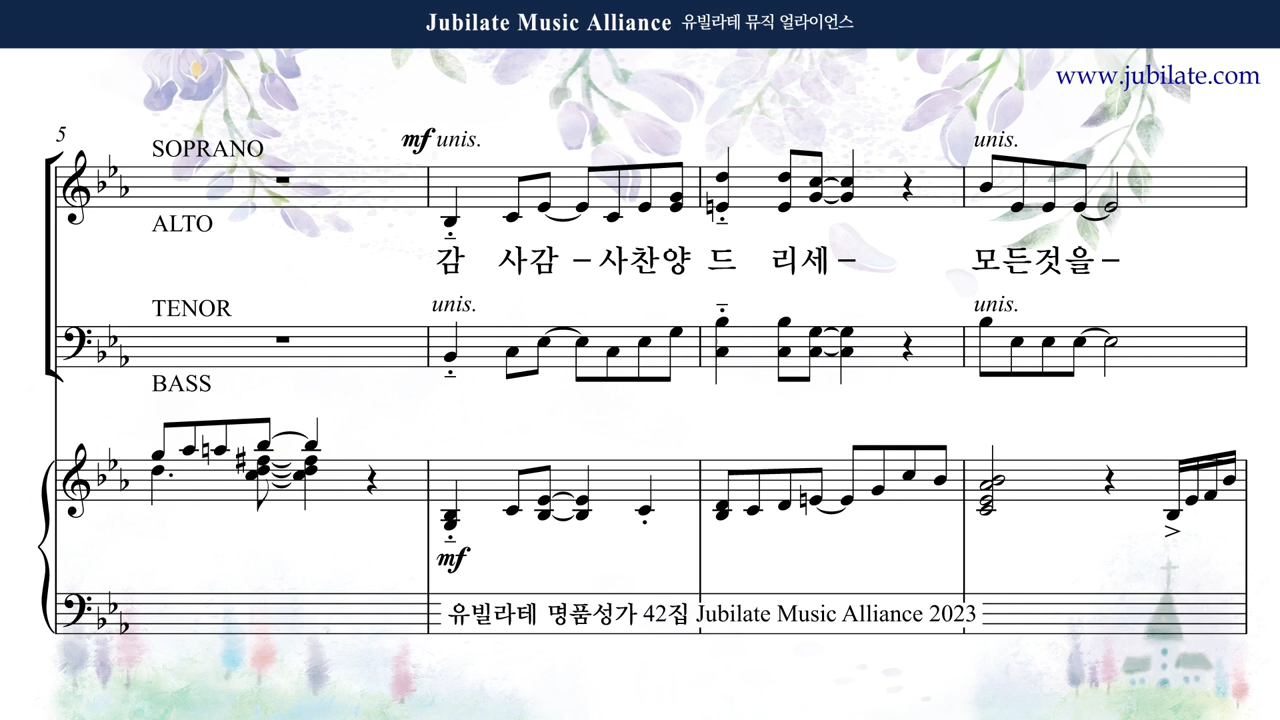 Jubilate Music Alliance 유빌라테 뮤직 얼라이언스
www.jubilate.com
5
SOPRANO
mf unis.
unis.
ALTO
감 사감 – 사찬양 드 리세 – 모든것을 –
TENOR
unis.
unis.
BASS
mf
유빌라테 명품성가 42집 Jubilate Music Alliance 2023